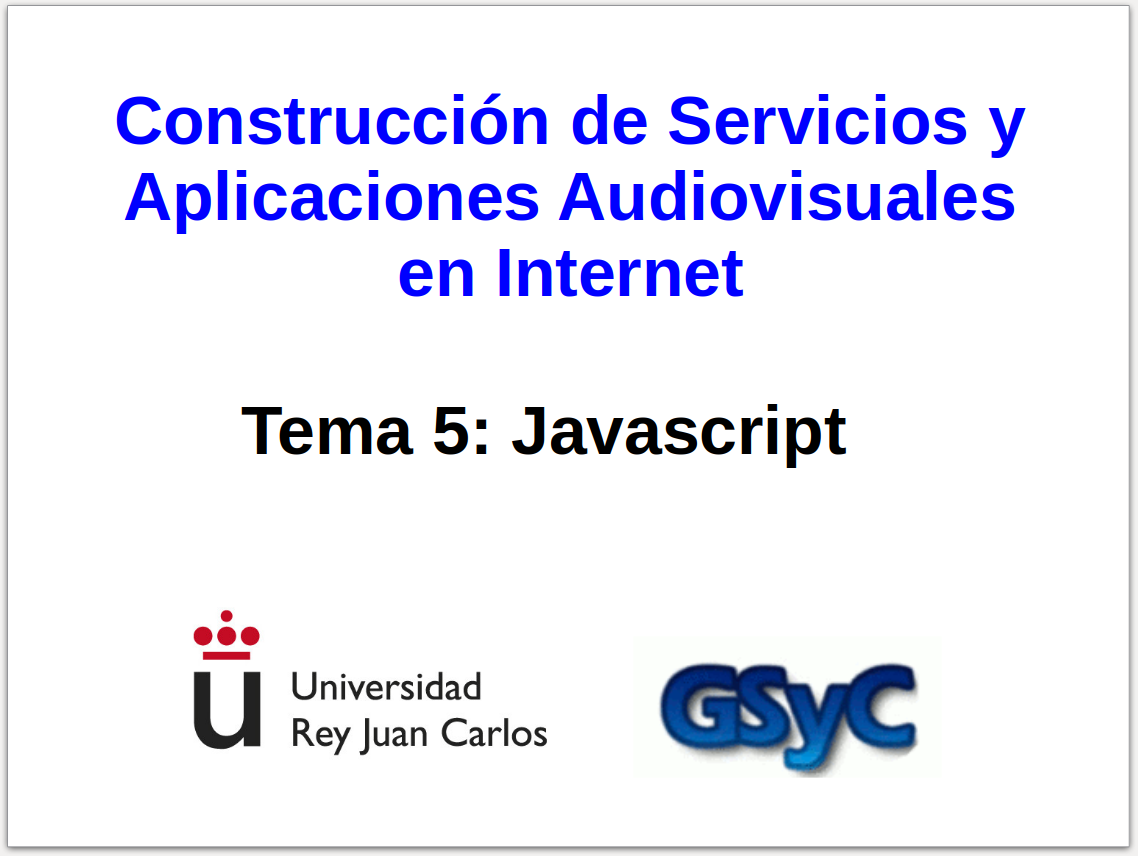 Construcción de Servicios y
Aplicaciones Audiovisuales
en Internet
Tema 5: Javascript
Universidad
Rey Juan Carlos
GSyC